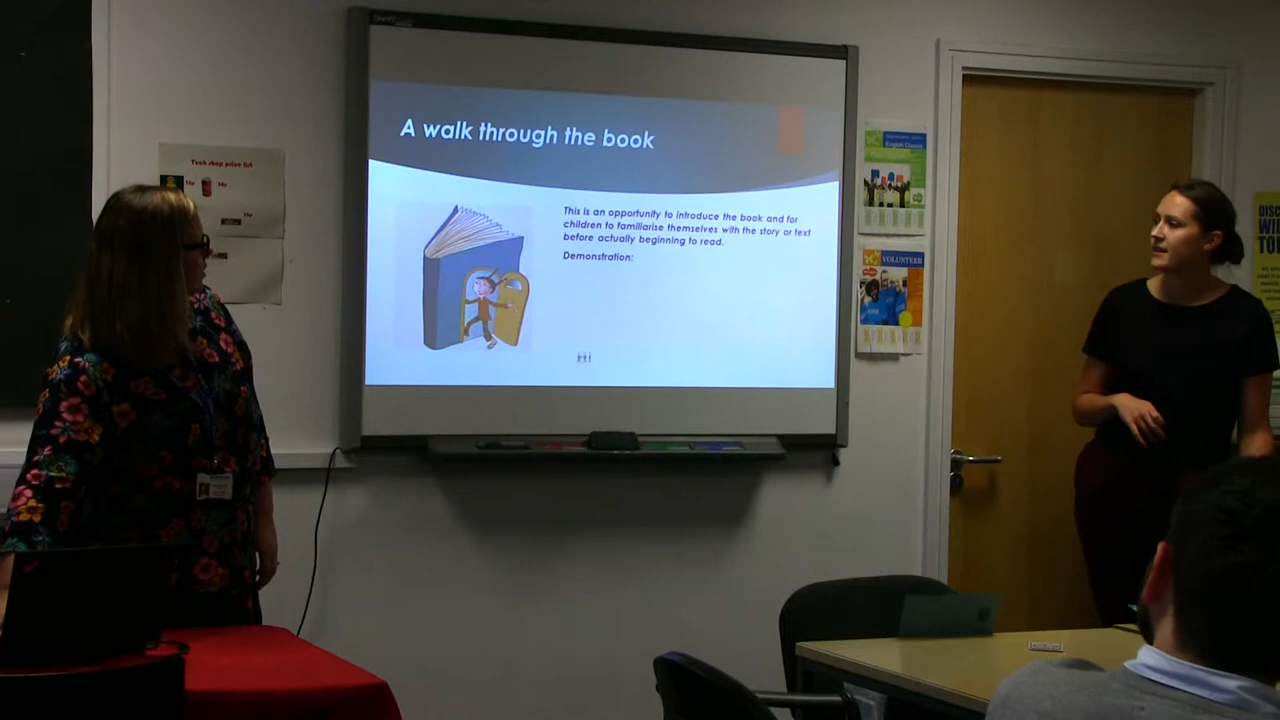 A walk through the book
This is an opportunity to introduce the book and for
children to familiarise themselves with the story or text
before actually beginning to read.
Demonstration:
Tuck shop price list
English Classes
VOLUNTEER